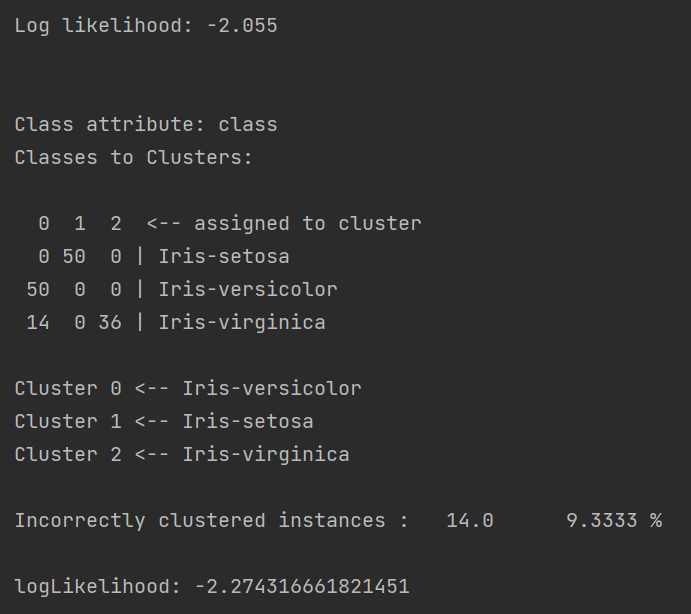 Log likelihood: -2.055
Class attribute: class
Classes to Clusters:
  0  1  2  <-- assigned to cluster
  0 50  0 | Iris-setosa
 50  0  0 | Iris-versicolor
 14  0 36 | Iris-virginica
Cluster 0 <-- Iris-versicolor
Cluster 1 <-- Iris-setosa
Cluster 2 <-- Iris-virginica
Incorrectly clustered instances :   14.0      9.3333 %
logLikelihood: -2.274316661821451